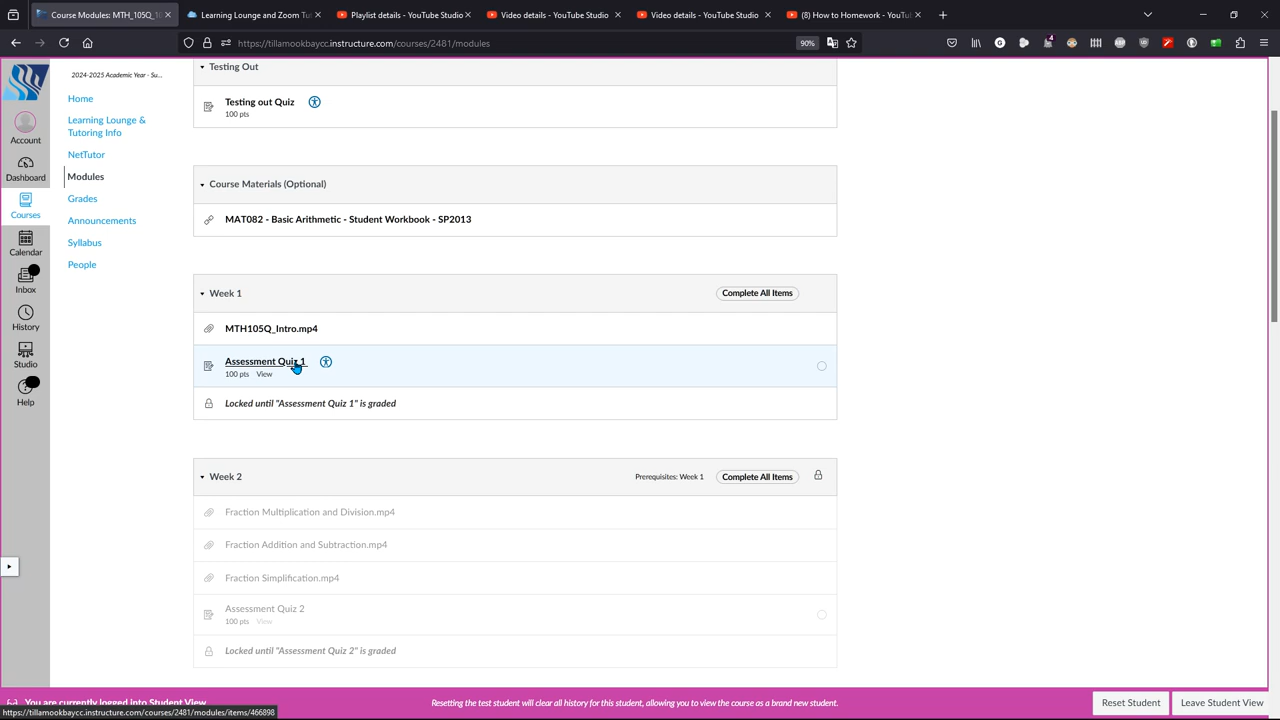 Course Modules: MTH_105Q_1
Learning Lounge & Tutoring Inf
Playlist details - YouTube Studio
Video details - YouTube Studio
Prerequisites - YouTube Studio
(8) How to Homework - YouTu
https://tillamookbaycc.instructure.com/courses/2481/modules
90%
4
2024-2025 Academic Year - Su...
Home
Learning Lounge &
Tutoring Info
NetTutor
Modules
Grades
Announcements
Syllabus
People
Account
Dashboard
Courses
Calendar
Inbox
History
Studio
Help
Testing Out
Testing out Quiz
100 pts
Course Materials (Optional)
MAT082 - Basic Arithmetic - Student Workbook - SP2013
Week 1
Complete All Items
MTH105Q_Intro.mp4
Assessment Quiz 1
100 pts View
Locked until "Assessment Quiz 1" is graded
Week 2
Prerequisites: Week 1
Complete All Items
Fraction Multiplication and Division.mp4
Fraction Addition and Subtraction.mp4
Fraction Simplification.mp4
Assessment Quiz 2
100 pts View
Locked until "Assessment Quiz 2" is graded
You are currently logged into Student View
Resetting the test student will clear all history for this student, allowing you to view the course as a brand new student.
Reset Student
Leave Student View
https://tillamookbaycc.instructure.com/courses/2481/modules/items/466898